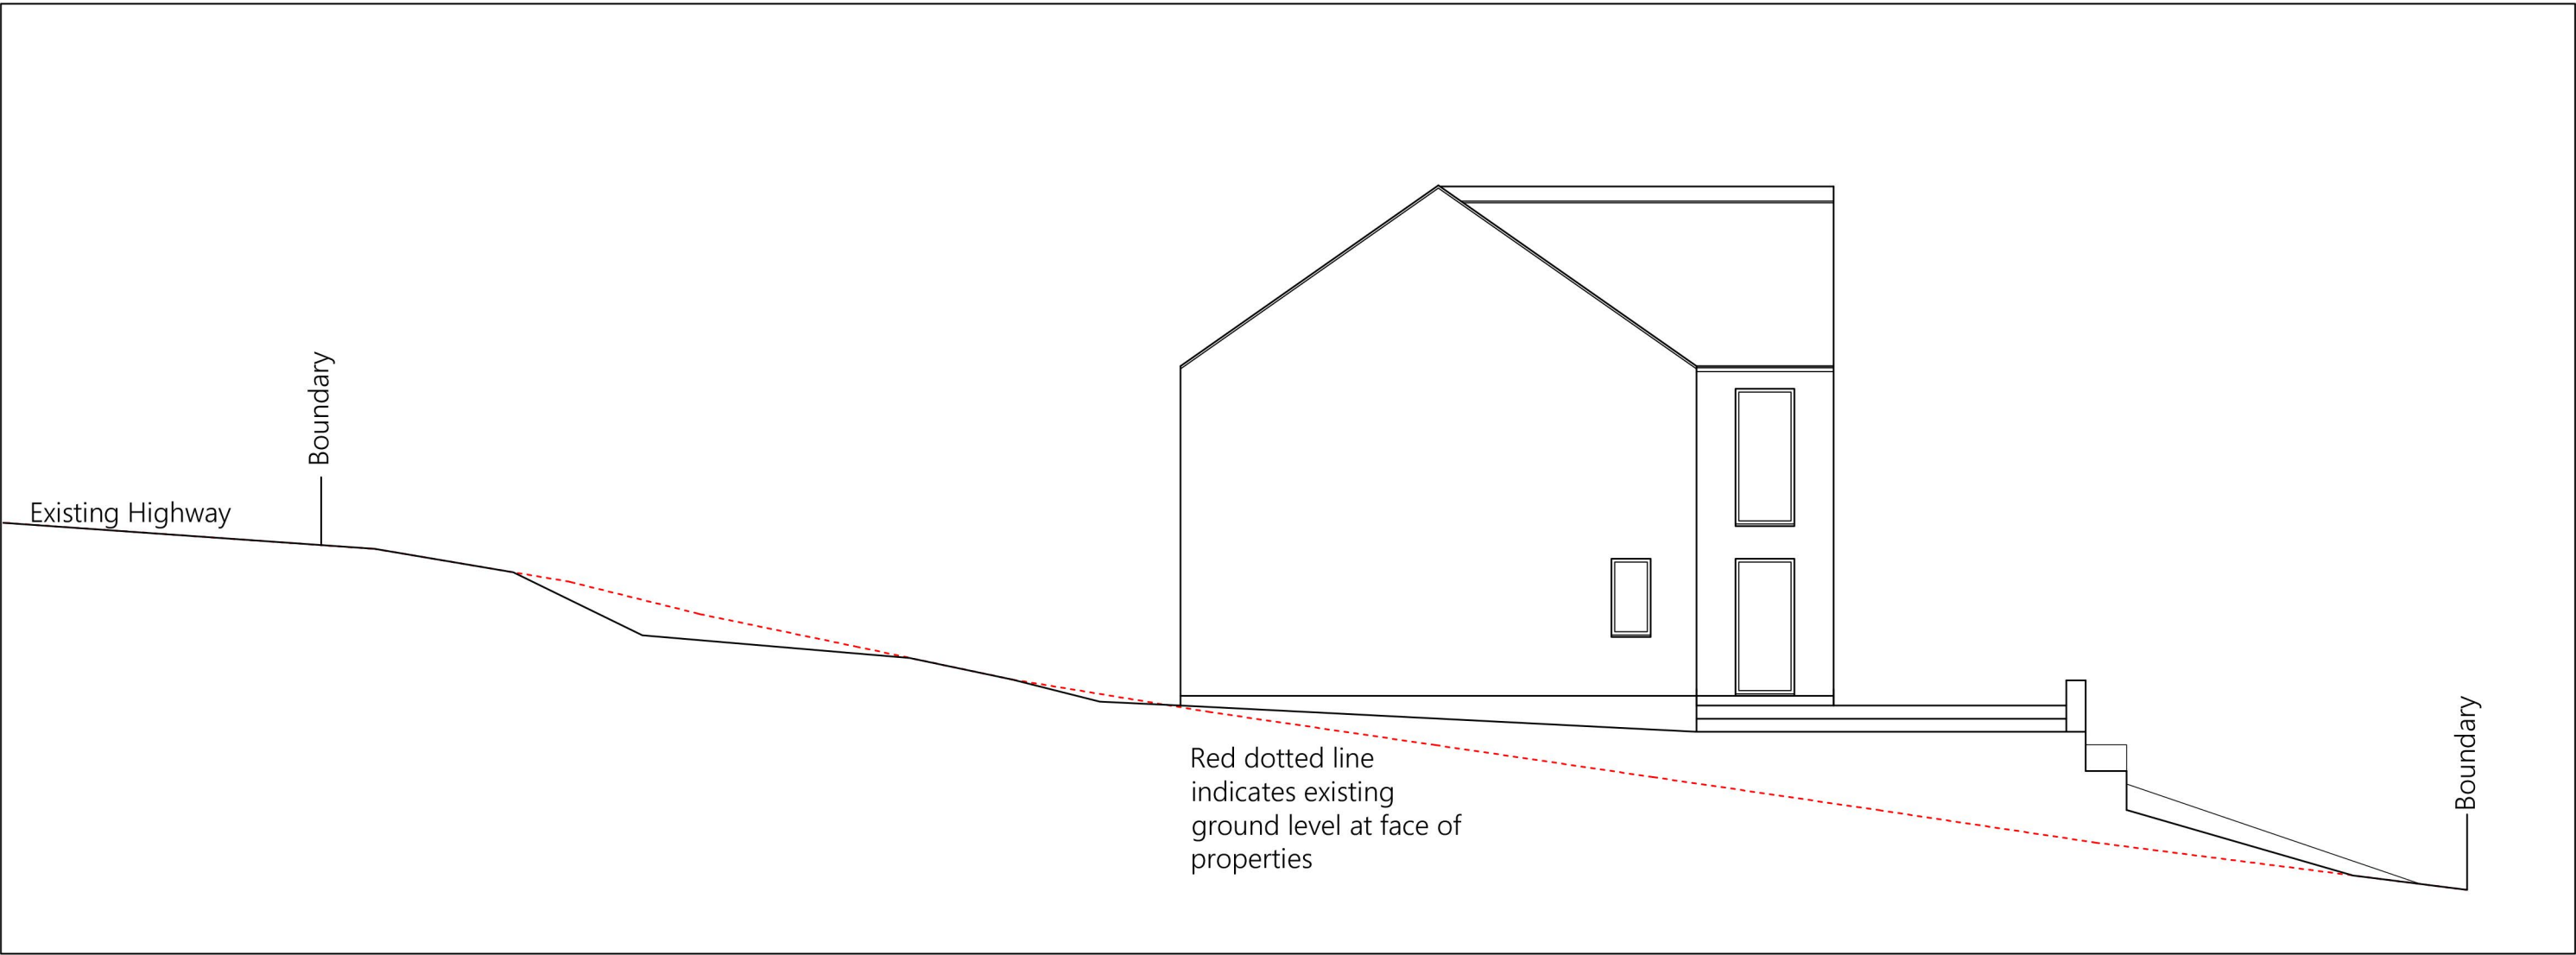 Boundary
Existing Highway
Red dotted line
indicates existing
ground level at face of
properties
Boundary